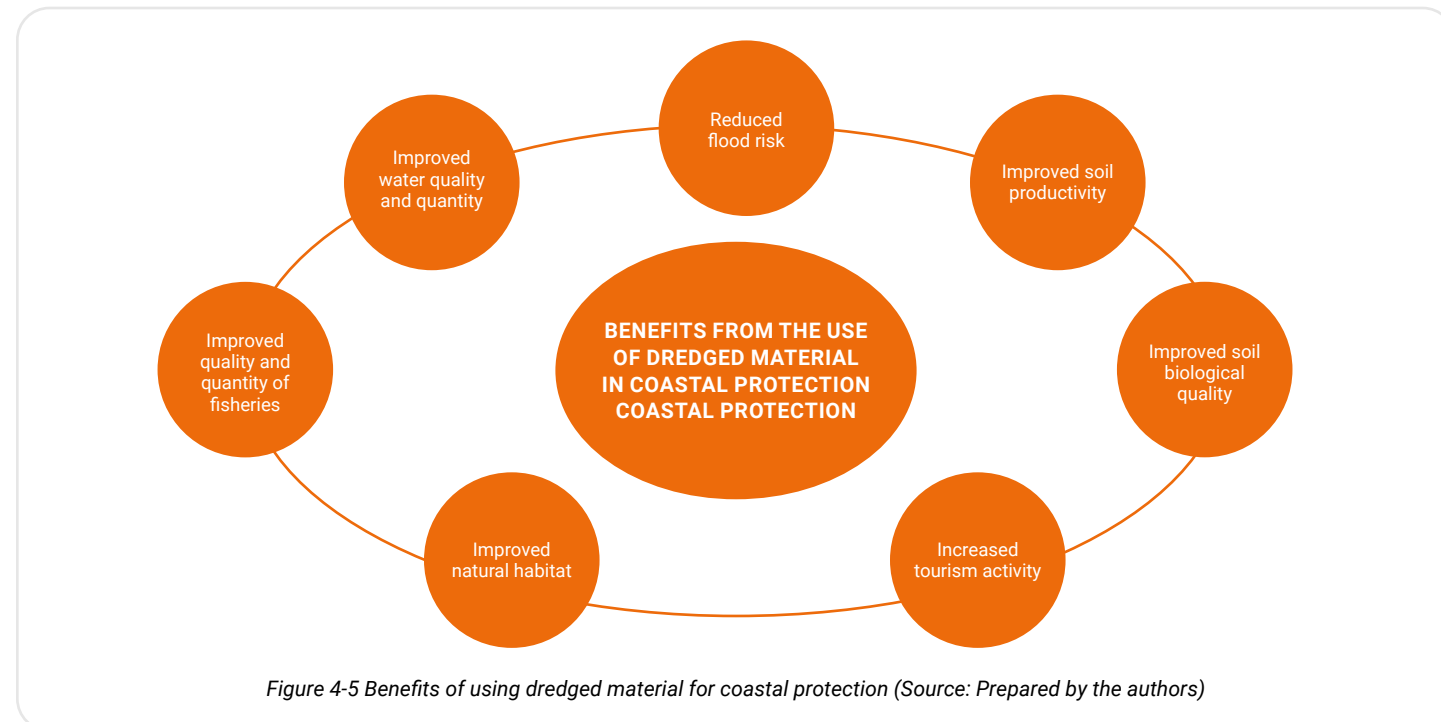 Reduced
flood risk
Improved soil
productivity
Improved soil
biological
quality
Increased
tourism activity
Improved
natural habitat
Improved
quality and
quantity of
fisheries
Improved
water quality
and quantity
BENEFITS FROM THE USE
OF DREDGED MATERIAL
IN COASTAL PROTECTION
COASTAL PROTECTION
Figure 4-5 Benefits of using dredged material for coastal protection (Source: Prepared by the authors)